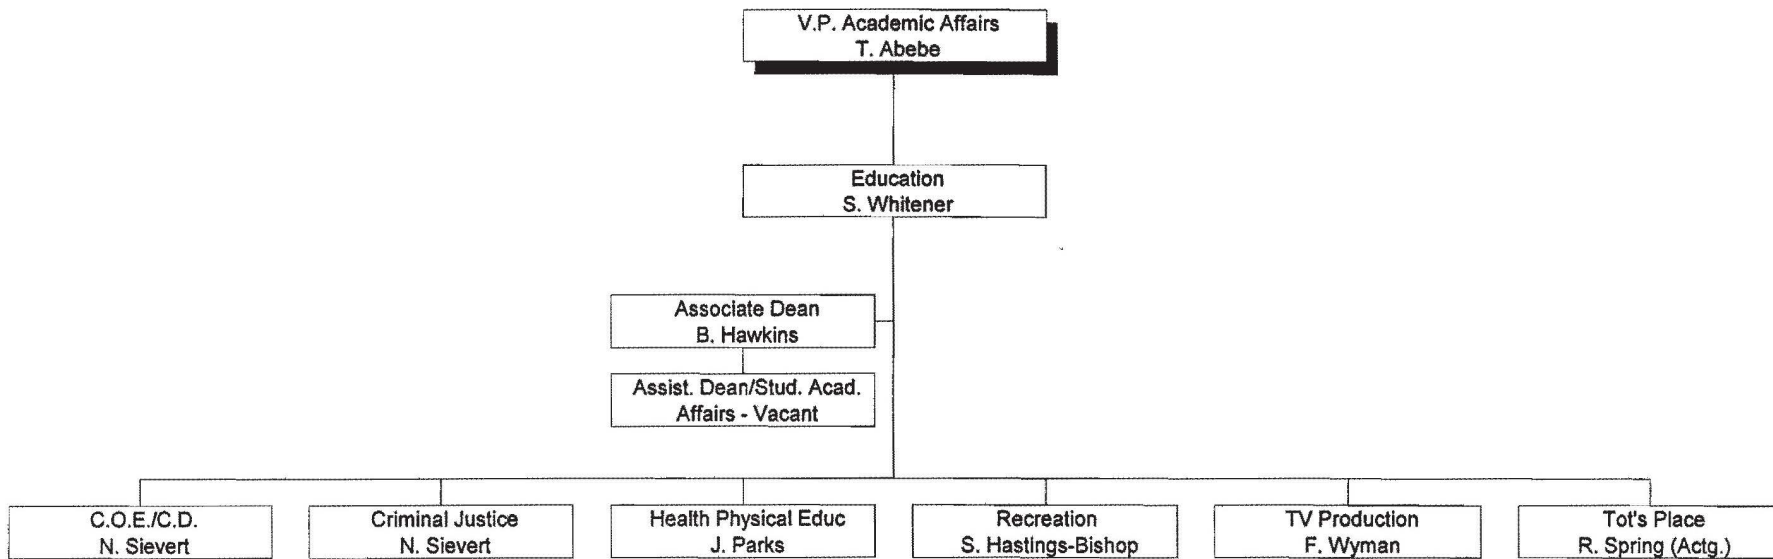 V.P. Academic Affairs
T. Abebe
Education
S. Whitener
Associate Dean
B. Hawkins
Assist. Dean/Stud. Acad.
Affairs - Vacant
C.O.E./C.D.
N. Sievert
Criminal Justice
N. Sievert
Health Physical Educ
J. Parks
Recreation
S. Hastings-Bishop
TV Production
F. Wyman
Tot's Place
R. Spring (Actg.)